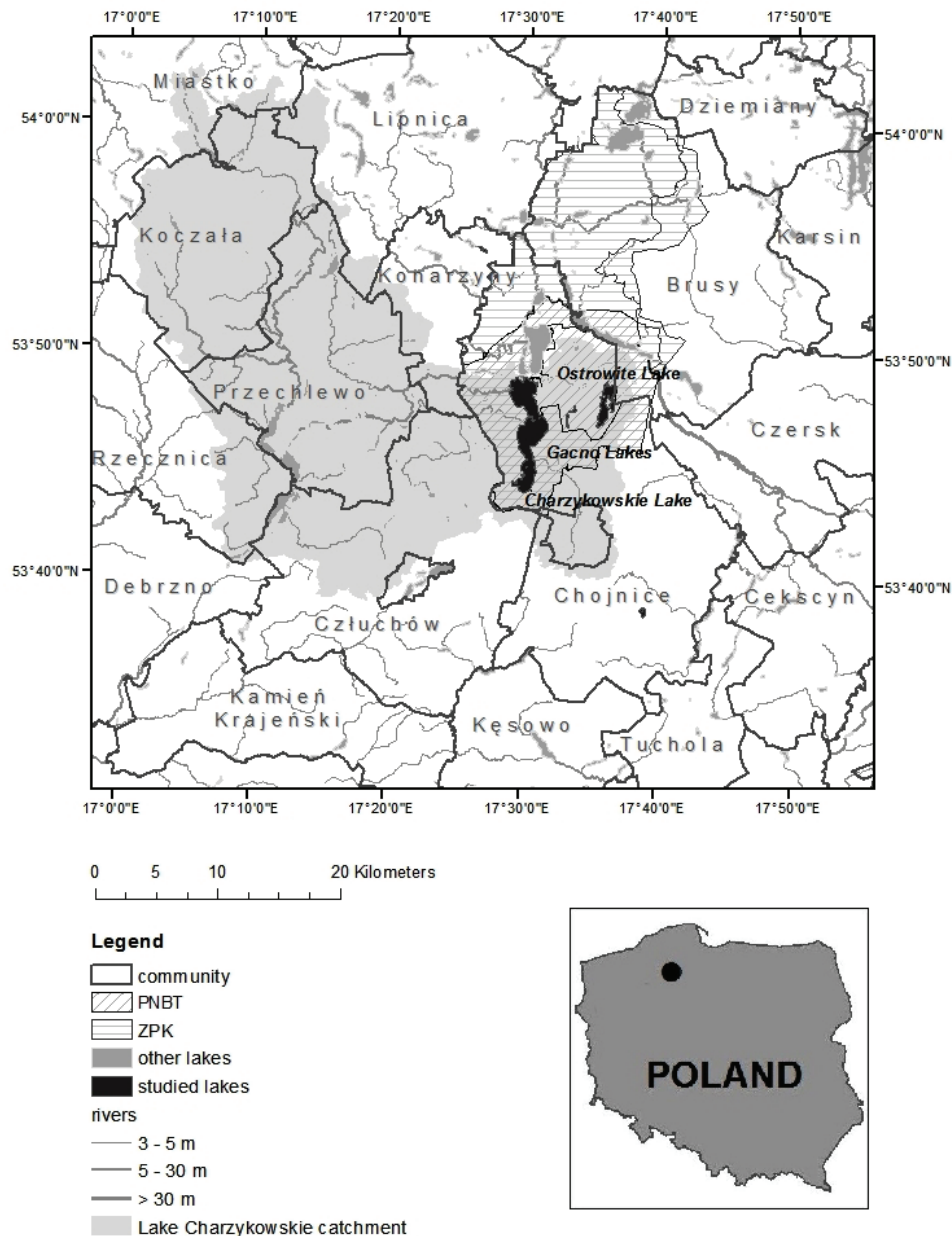 17°0'0"E 17°10'0"E 17°20'0"E 17°30'0"E 17°40'0"E 17°50'0"E
Miastko
Lipnica
Dziemiany
54°0'0"N
54°0'0"N
Koczała
Karsin
Konarzyny
Brusy
53°50'0"N
53°50'0"N
Ostrowite Lake
Przechlewo
Czersk
Gacno Lakes
Rzecznica
Charzykowskie Lake
53°40'0"N
53°40'0"N
Debrzno
Chojnice
Cekscyn
Człuchów
Kamień
Krajeński
Kęsowo
Tuchola
17°0'0"E 17°10'0"E 17°20'0"E 17°30'0"E 17°40'0"E 17°50'0"E
0 5 10 20 Kilometers
Legend
community
PNBT
ZPK
other lakes
studied lakes
rivers
3 - 5 m
5 - 30 m
> 30 m
Lake Charzykowskie catchment
POLAND